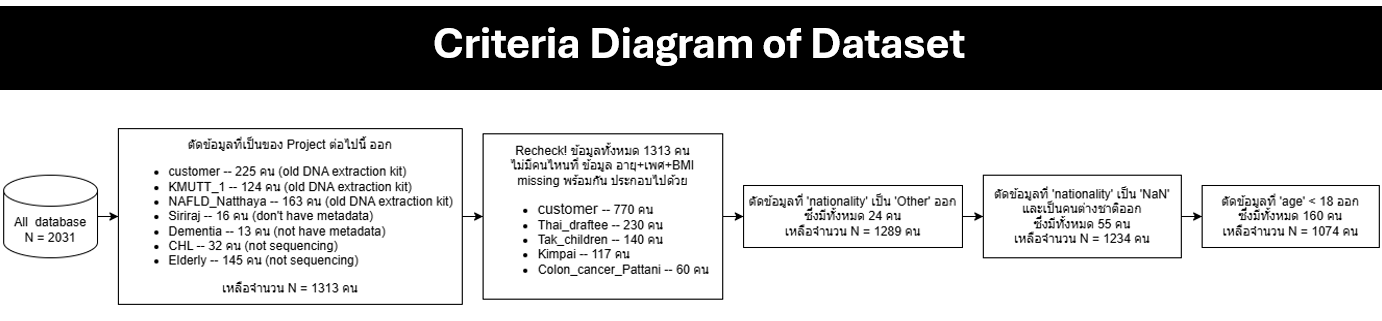 Criteria Diagram of Dataset
All database
N = 2031
ตัดข้อมูลที่เป็นของ Project ต่อไปนี้ ออก
• customer -- 225 คน (old DNA extraction kit)
• KMUTT_1 -- 124 คน (old DNA extraction kit)
• NAFLD_Natthaya -- 163 คน (old DNA extraction kit)
• Siriraj -- 16 คน (don't have metadata)
• Dementia -- 13 คน (not have metadata)
• CHL -- 32 คน (not sequencing)
• Elderly -- 145 คน (not sequencing)
เหลือจำนวน N = 1313 คน
Recheck! ข้อมูลทั้งหมด 1313 คน
ไม่มีคนไหนที่ ข้อมูล อายุ+เพศ+BMI
missing พร้อมกัน ประกอบไปด้วย
• customer -- 770 คน
• Thai_draftee -- 230 คน
• Tak_children -- 140 คน
• Kimpai -- 117 คน
• Colon_cancer_Pattani -- 60 คน
ตัดข้อมูลที่ 'nationality' เป็น 'Other' ออก
ซึ่งมีทั้งหมด 24 คน
เหลือจำนวน N = 1289 คน
ตัดข้อมูลที่ 'nationality' เป็น 'NaN'
และเป็นคนต่างชาติออก
ซึ่งมีทั้งหมด 55 คน
เหลือจำนวน N = 1234 คน
ตัดข้อมูลที่ 'age' < 18 ออก
ซึ่งมีทั้งหมด 160 คน
เหลือจำนวน N = 1074 คน